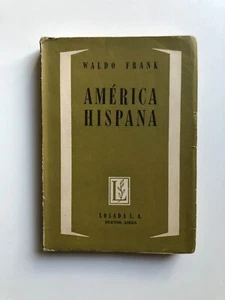 WALDO FRANK
AMÉRICA
HISPANA
L
LOSADA S. A.
BUENOS AIRES